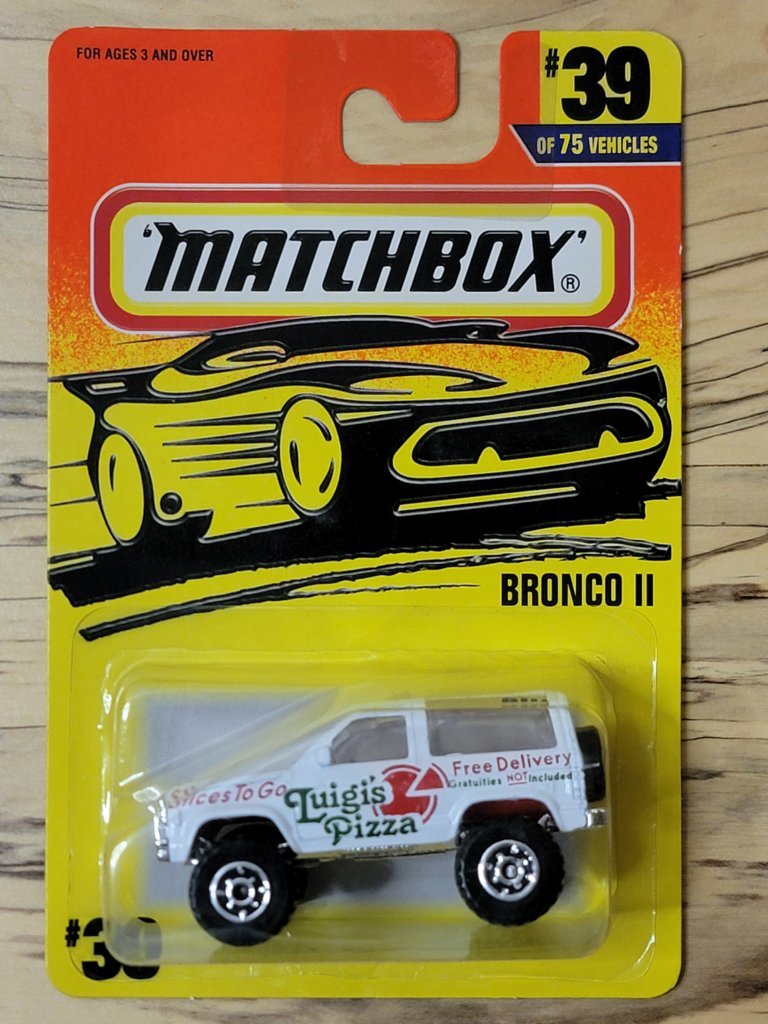 FOR AGES 3 AND OVER
#39
OF 75 VEHICLES
'MATCHBOX'®
BRONCO II
Slices To Go
Luigi's
Pizza
Free Delivery
Gratuities NOT Included
#39